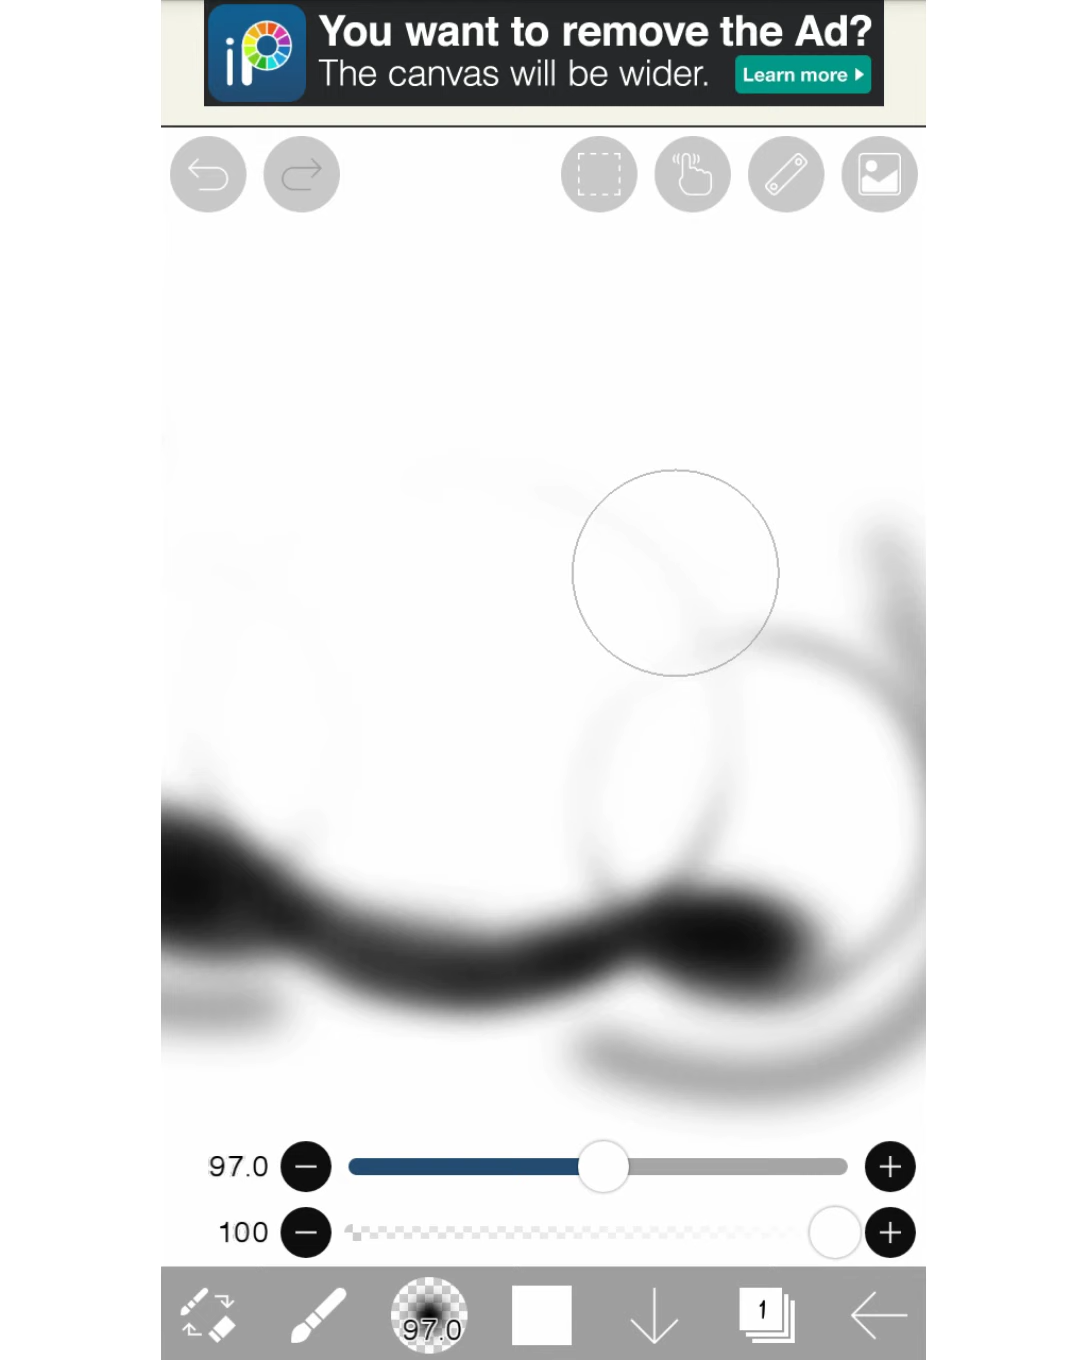 iP
You want to remove the Ad?
The canvas will be wider.
Learn more
97.0
100
97.0
1